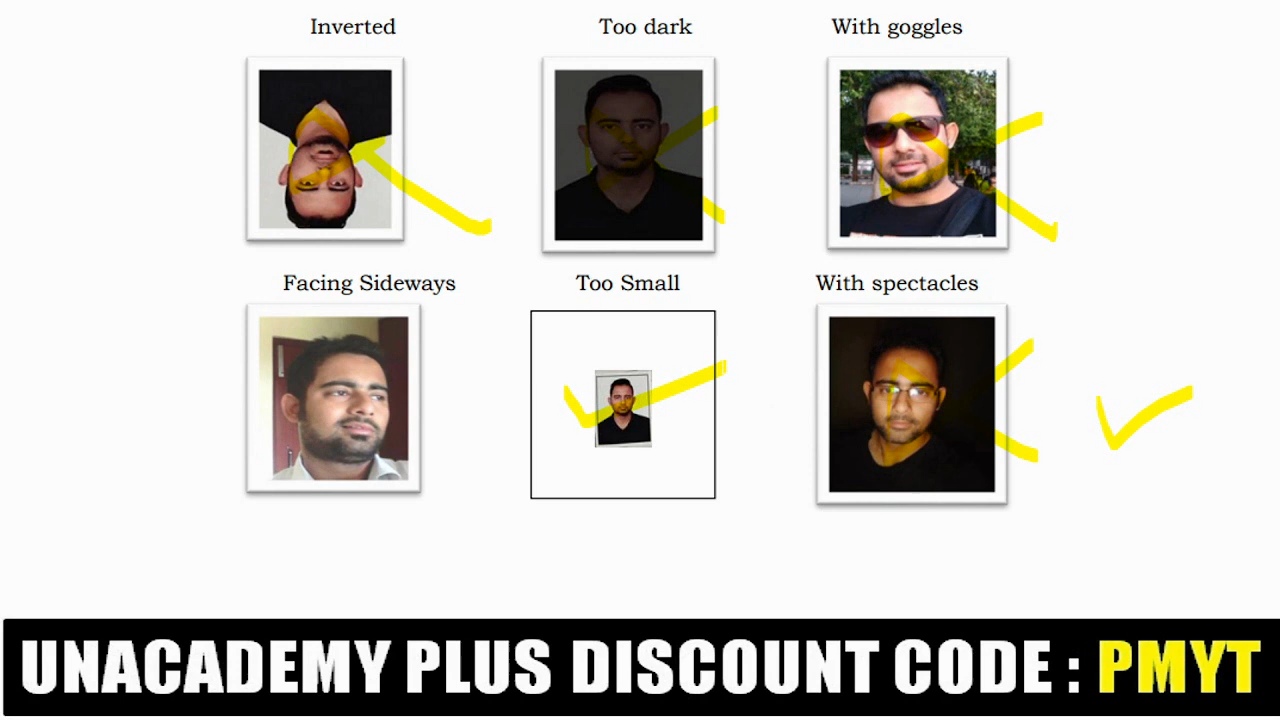 Inverted
Too dark
With goggles
Facing Sideways
Too Small
With spectacles
UNACADEMY PLUS DISCOUNT CODE : PMYT